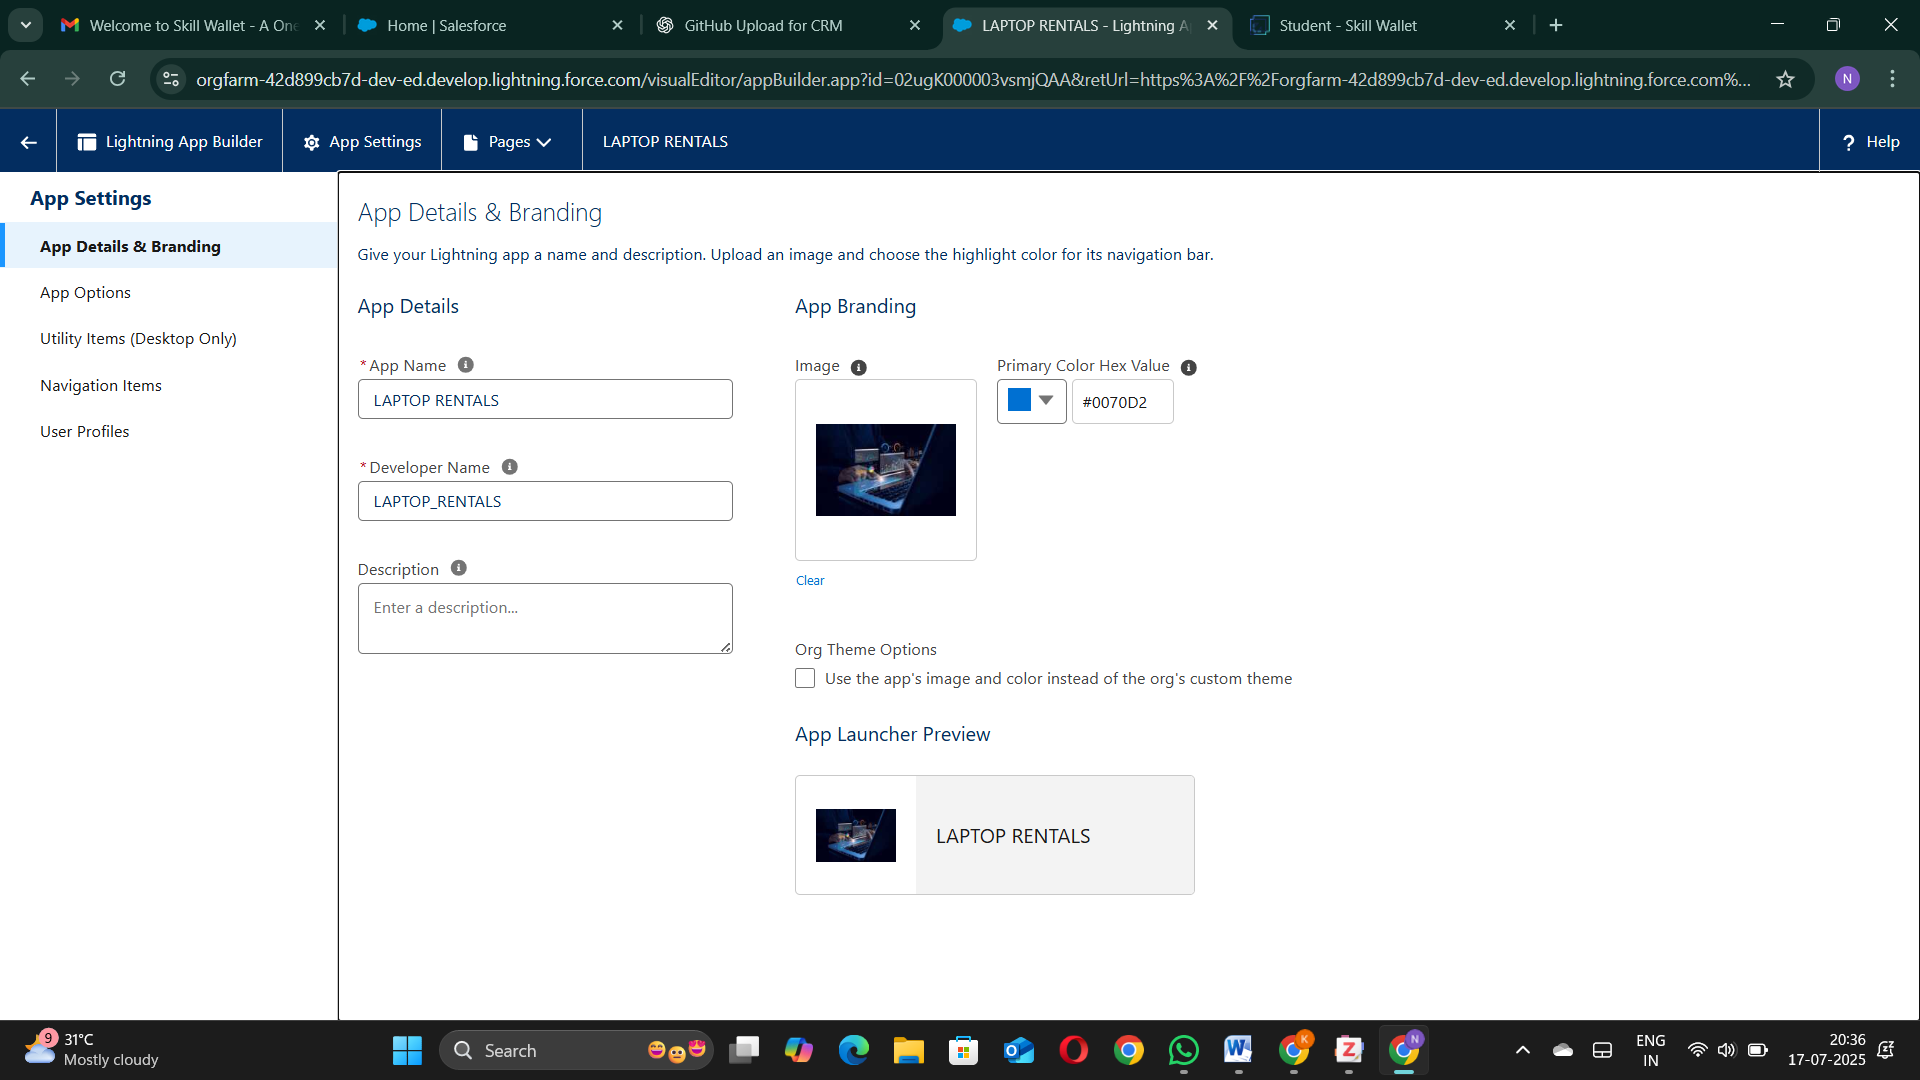 Welcome to Skill Wallet - A One
Home | Salesforce
GitHub Upload for CRM
LAPTOP RENTALS - Lightning A
Student - Skill Wallet
orgfarm-42d899cb7d-dev-ed.develop.lightning.force.com/visualEditor/appBuilder.app?id=02ugK000003vsmjQAA&retUrl=https%3A%2F%2Forgfarm-42d899cb7d-dev-ed.develop.lightning.force.com%...
N
Lightning App Builder
App Settings
Pages
LAPTOP RENTALS
? Help
App Settings
App Details & Branding
App Options
Utility Items (Desktop Only)
Navigation Items
User Profiles
App Details & Branding
Give your Lightning app a name and description. Upload an image and choose the highlight color for its navigation bar.
App Details
App Branding
*App Name
LAPTOP RENTALS
*Developer Name
LAPTOP_RENTALS
Description
Enter a description...
Image
Primary Color Hex Value
#0070D2
Clear
Org Theme Options
Use the app's image and color instead of the org's custom theme
App Launcher Preview
LAPTOP RENTALS
9
31°C
Mostly cloudy
Search
K
N
ENG
IN
20:36
17-07-2025